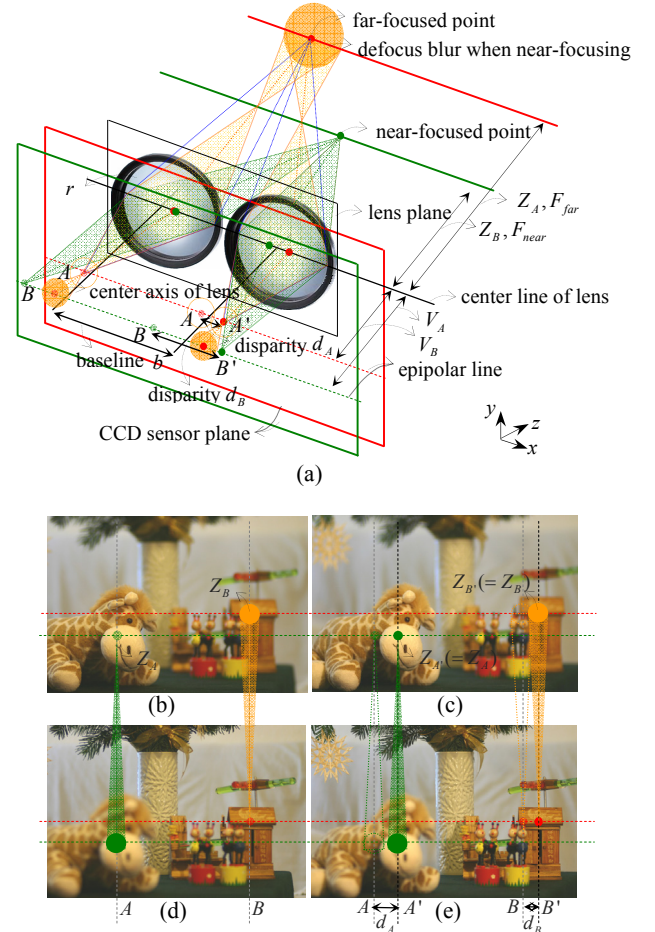 far-focused point
defocus blur when near-focusing
near-focused point
r
lens plane
Z_A, F_far
Z_B, F_near
A
B
center axis of lens
center line of lens
A A'
V_A
B
disparity d_A
V_B
baseline b
B'
epipolar line
disparity d_B
CCD sensor plane
y
z
x
(a)
Z_B
Z_B'(= Z_B)
Z_A
Z_A'(= Z_A)
(b)
(c)
A
(d)
B
A
A'
(e)
B
B'
d_A
d_B